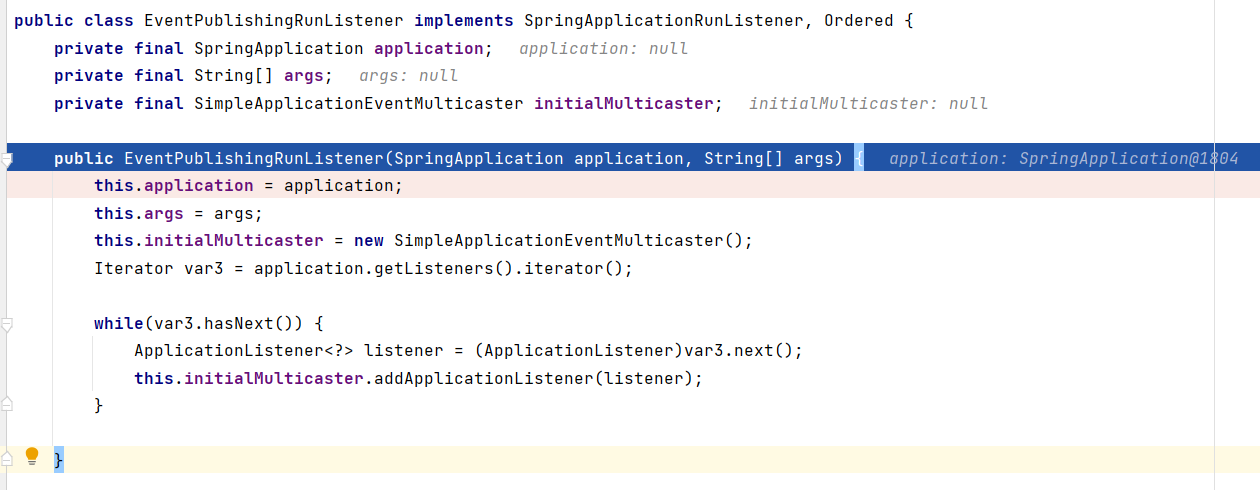 public class EventPublishingRunListener implements SpringApplicationRunListener, Ordered {
    private final SpringApplication application;   application: null
    private final String[] args;   args: null
    private final SimpleApplicationEventMulticaster initialMulticaster;   initialMulticaster: null

    public EventPublishingRunListener(SpringApplication application, String[] args) {   application: SpringApplication@1804
        this.application = application;
        this.args = args;
        this.initialMulticaster = new SimpleApplicationEventMulticaster();
        Iterator var3 = application.getListeners().iterator();

        while(var3.hasNext()) {
            ApplicationListener<?> listener = (ApplicationListener)var3.next();
            this.initialMulticaster.addApplicationListener(listener);
        }

    }